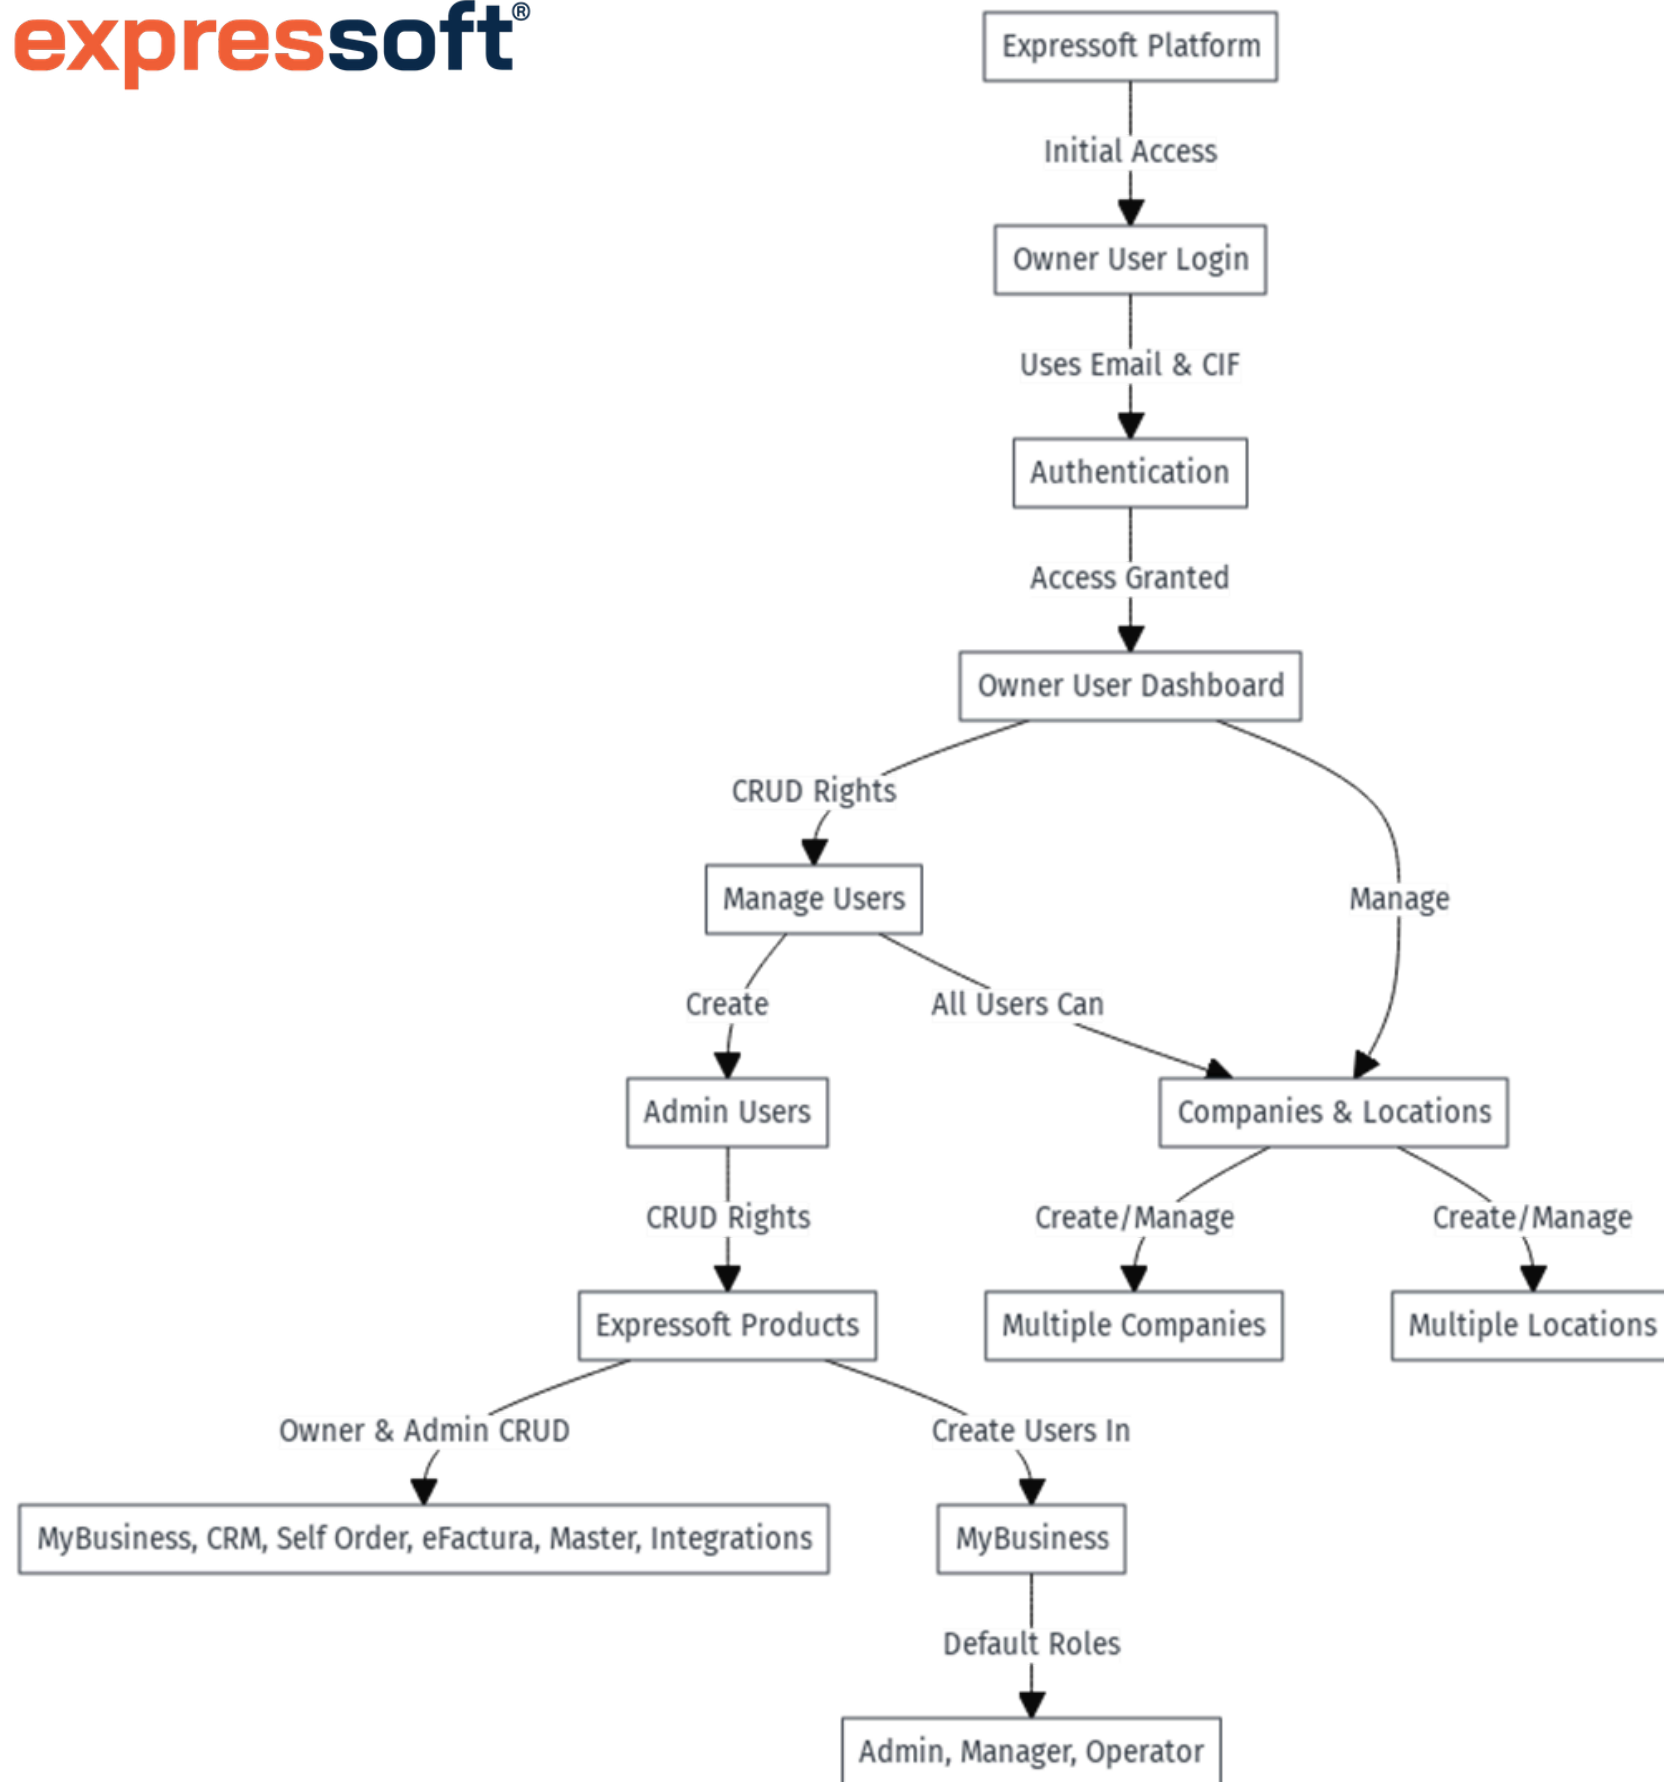 expressoft®
Expressoft Platform
Initial Access
Owner User Login
Uses Email & CIF
Authentication
Access Granted
Owner User Dashboard
CRUD Rights
Manage Users
Manage
Create
All Users Can
Admin Users
Companies & Locations
CRUD Rights
Create/Manage
Create/Manage
Expressoft Products
Multiple Companies
Multiple Locations
Owner & Admin CRUD
Create Users In
MyBusiness, CRM, Self Order, eFactura, Master, Integrations
MyBusiness
Default Roles
Admin, Manager, Operator